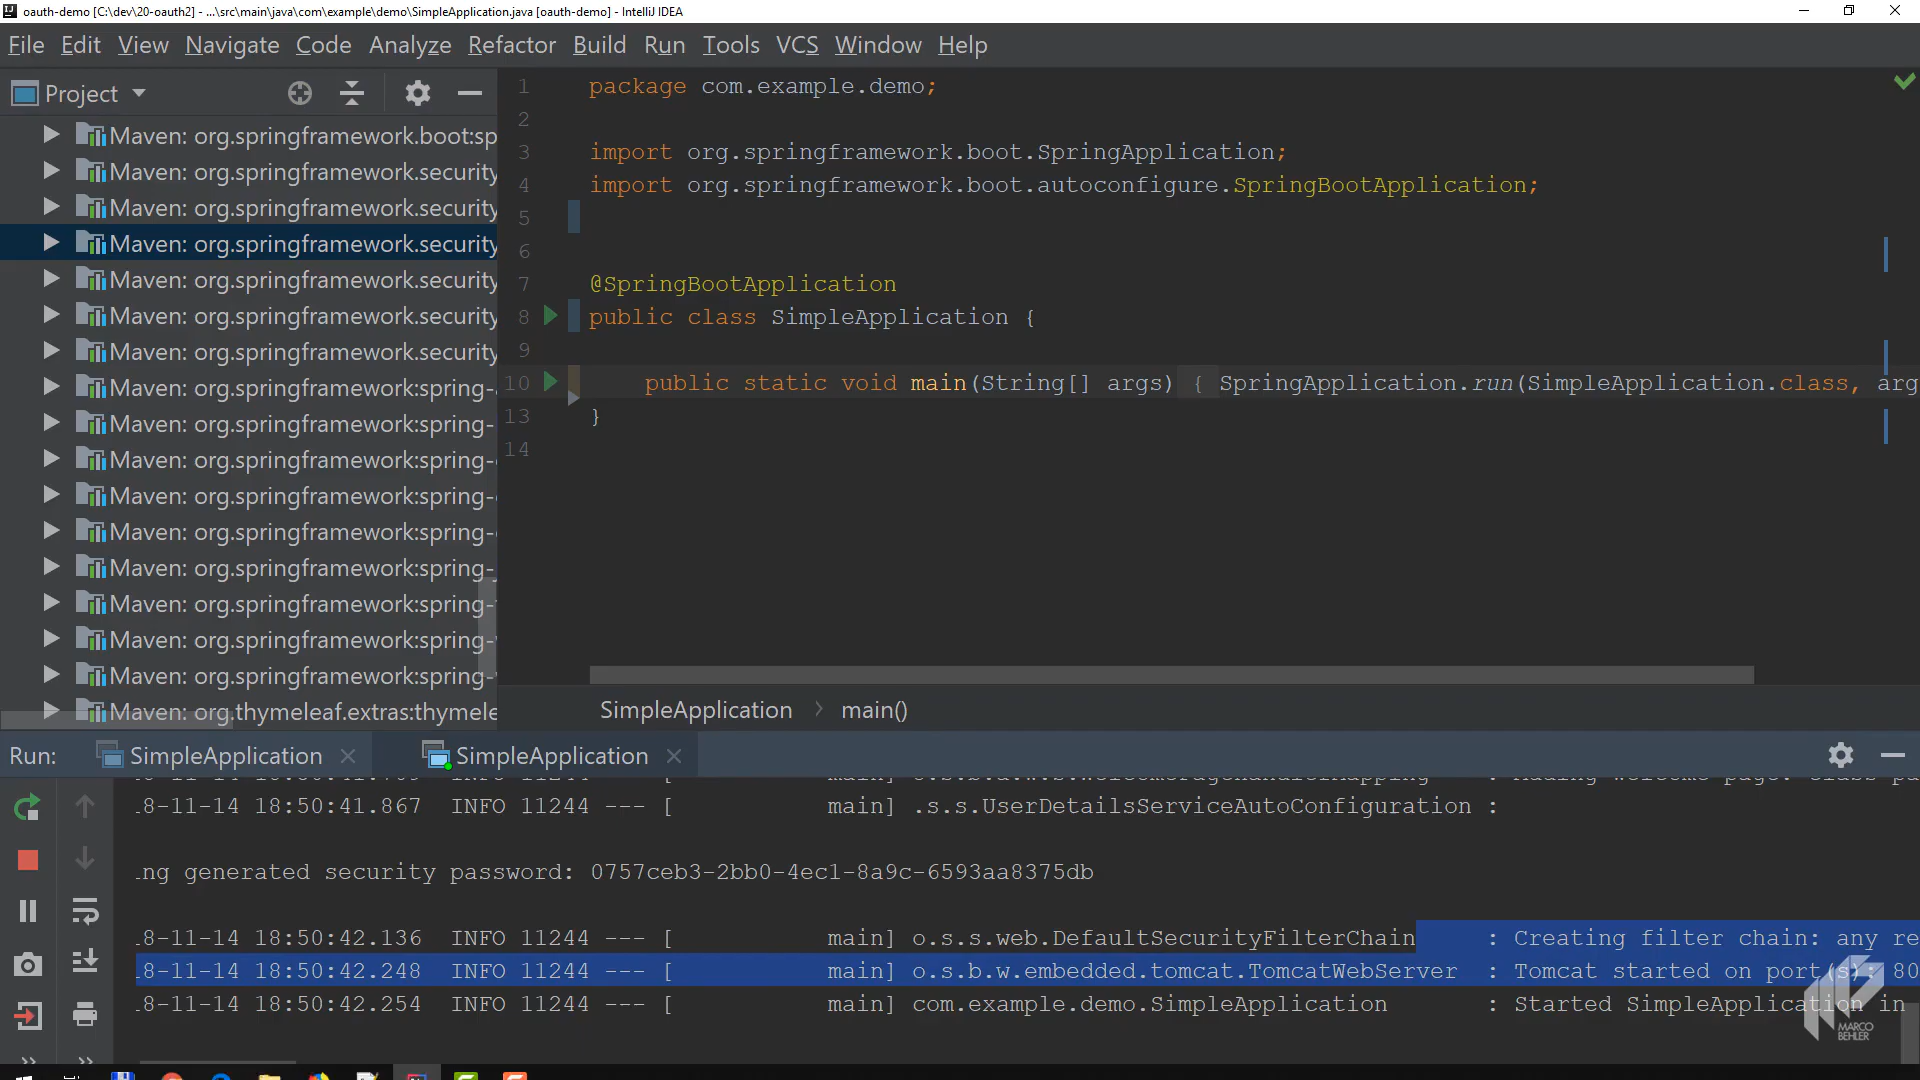 oauth-demo [C:\dev\20-oauth2] - ...\src\main\java\com\example\demo\SimpleApplication.java [oauth-demo] - IntelliJ IDEA
File Edit View Navigate Code Analyze Refactor Build Run Tools VCS Window Help
Project
Maven: org.springframework.boot:sp
Maven: org.springframework.security
Maven: org.springframework.security
Maven: org.springframework.security
Maven: org.springframework.security
Maven: org.springframework.security
Maven: org.springframework.security
Maven: org.springframework:spring-
Maven: org.springframework:spring-
Maven: org.springframework:spring-
Maven: org.springframework:spring-
Maven: org.springframework:spring-
Maven: org.springframework:spring-
Maven: org.springframework:spring-
Maven: org.springframework:spring-
Maven: org.springframework:spring-
Maven: org.thymeleaf.extras:thymele
1 package com.example.demo;
2
3 import org.springframework.boot.SpringApplication;
4 import org.springframework.boot.autoconfigure.SpringBootApplication;
5
6
7 @SpringBootApplication
8 public class SimpleApplication {
9
10 public static void main(String[] args) { SpringApplication.run(SimpleApplication.class, arg
13 }
14
SimpleApplication > main()
Run: SimpleApplication SimpleApplication
8-11-14 18:50:41.867 INFO 11244 --- [ main] .s.s.UserDetailsServiceAutoConfiguration :
ng generated security password: 0757ceb3-2bb0-4ec1-8a9c-6593aa8375db
8-11-14 18:50:42.136 INFO 11244 --- [ main] o.s.s.web.DefaultSecurityFilterChain : Creating filter chain: any re
8-11-14 18:50:42.248 INFO 11244 --- [ main] o.s.b.w.embedded.tomcat.TomcatWebServer : Tomcat started on port(s): 80
8-11-14 18:50:42.254 INFO 11244 --- [ main] com.example.demo.SimpleApplication : Started SimpleApplication in
MARCO
BEHLER